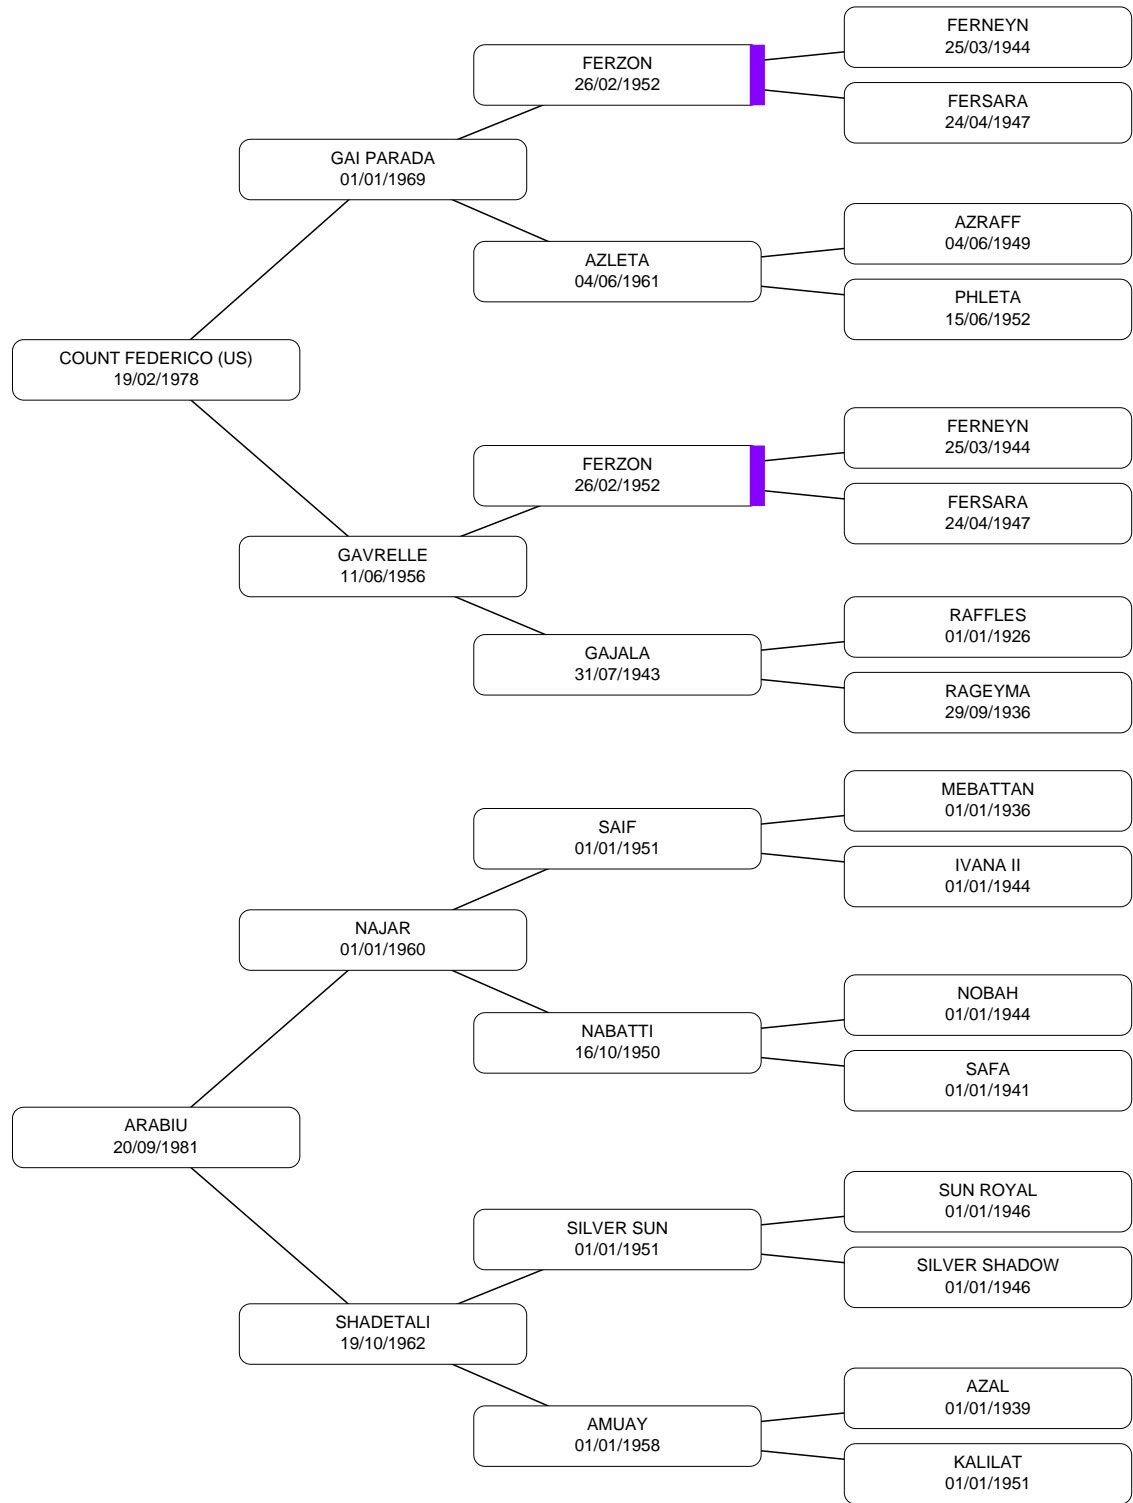 FERNEYN
25/03/1944
FERZON
26/02/1952
FERSARA
24/04/1947
GAI PARADA
01/01/1969
AZRAFF
04/06/1949
AZLETA
04/06/1961
PHLETA
15/06/1952
COUNT FEDERICO (US)
19/02/1978
FERNEYN
25/03/1944
FERZON
26/02/1952
FERSARA
24/04/1947
GAVRELLE
11/06/1956
RAFFLES
01/01/1926
GAJALA
31/07/1943
RAGEYMA
29/09/1936
MEBATTAN
01/01/1936
SAIF
01/01/1951
IVANA II
01/01/1944
NAJAR
01/01/1960
NOBAH
01/01/1944
NABATTI
16/10/1950
SAFA
01/01/1941
ARABIU
20/09/1981
SUN ROYAL
01/01/1946
SILVER SUN
01/01/1951
SILVER SHADOW
01/01/1946
SHADETALI
19/10/1962
AZAL
01/01/1939
AMUAY
01/01/1958
KALILAT
01/01/1951